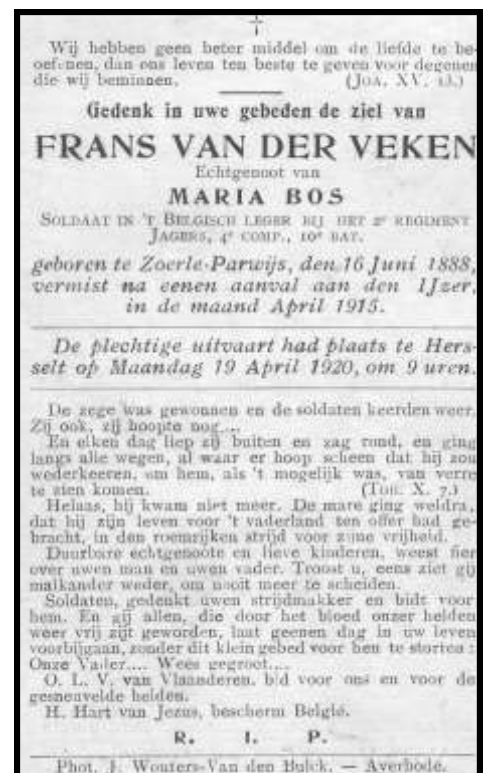 Wij hebben geen beter middel om de liefde te be-
oefenen, dan ons leven ten beste te geven voor degenen
die wij beminnen. (JOA. XV. 13.)
Gedenk in uwe gebeden de ziel van
FRANS VAN DER VEKEN
Echtgenoot van
MARIA BOS
SOLDAAT IN 'T BELGISCH LEGER BIJ HET 2e REGIMENT
JAGERS, 4e COMP., 10e BAT.
geboren te Zoerle-Parwijs, den 16 Juni 1888,
vermist na eenen aanval aan den IJzer,
in de maand April 1915.
De plechtige uitvaart had plaats te Hers-
selt op Maandag 19 April 1920, om 9 uren.
De zege was gewonnen en de soldaten keerden weer.
Zij ook, zij hoopte nog....
En elken dag liep zij buiten en zag rond, en ging
langs alle wegen, al waar er hoop scheen dat hij zou
wederkeeren, om hem, als 't mogelijk was, van verre
te zien komen. (TOB. X. 7.)
Helaas, hij kwam niet meer. De mare ging weldra,
dat hij zijn leven voor 't vaderland ten offer had ge-
bracht, in den roemrijken strijd voor zijne vrijheid.
Duurbare echtgenoote en lieve kinderen, weest fier
over uwen man en uwen vader. Troost u, eens ziet gij
malkander weder, om nooit meer te scheiden.
Soldaten, gedenkt uwen strijdmakker en bidt voor
hem. En gij allen, die door het bloed onzer helden
weer vrij zijt geworden, laat geenen dag in uw leven
voorbijgaan, zonder dit klein gebed voor hen te storten :
Onze Vader.... Wees gegroet....
O. L. V. van Vlaanderen, bid voor ons en voor de
gesneuvelde helden.
H. Hart van Jezus, bescherm België.
R. I. P.
Phot. J. Wouters-Van den Bulck. — Averbode.